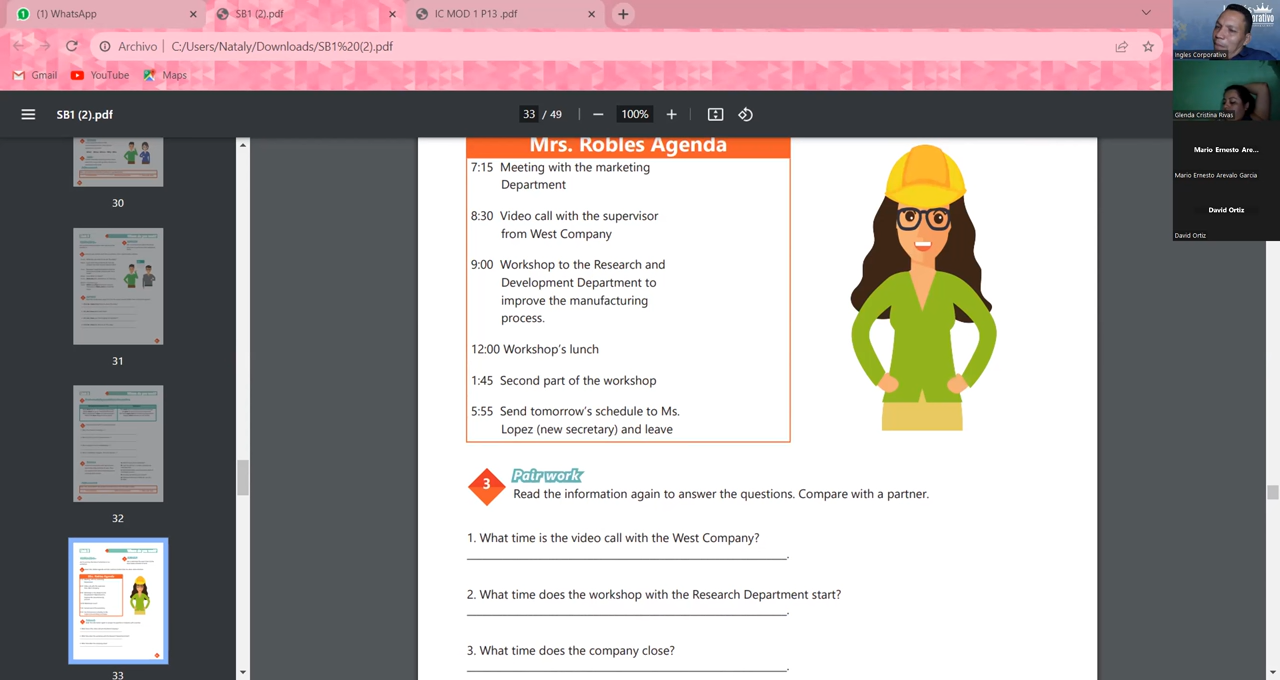 (1) WhatsApp
SB1 (2).pdf
IC MOD 1 P13 .pdf
Archivo
C:/Users/Nataly/Downloads/SB1%20(2).pdf
Gmail
YouTube
Maps
SB1 (2).pdf
33 / 49
100%
30
31
32
33
Mrs. Robles Agenda
7:15 Meeting with the marketing
Department
8:30 Video call with the supervisor
from West Company
9:00 Workshop to the Research and
Development Department to
improve the manufacturing
process.
12:00 Workshop's lunch
1:45 Second part of the workshop
5:55 Send tomorrow's schedule to Ms.
Lopez (new secretary) and leave
3
Pair work
Read the information again to answer the questions. Compare with a partner.
1. What time is the video call with the West Company?
2. What time does the workshop with the Research Department start?
3. What time does the company close?
Ingles Corporativo
Glenda Cristina Rivas
Mario Ernesto Are...
Mario Ernesto Arevalo Garcia
David Ortiz
David Ortiz